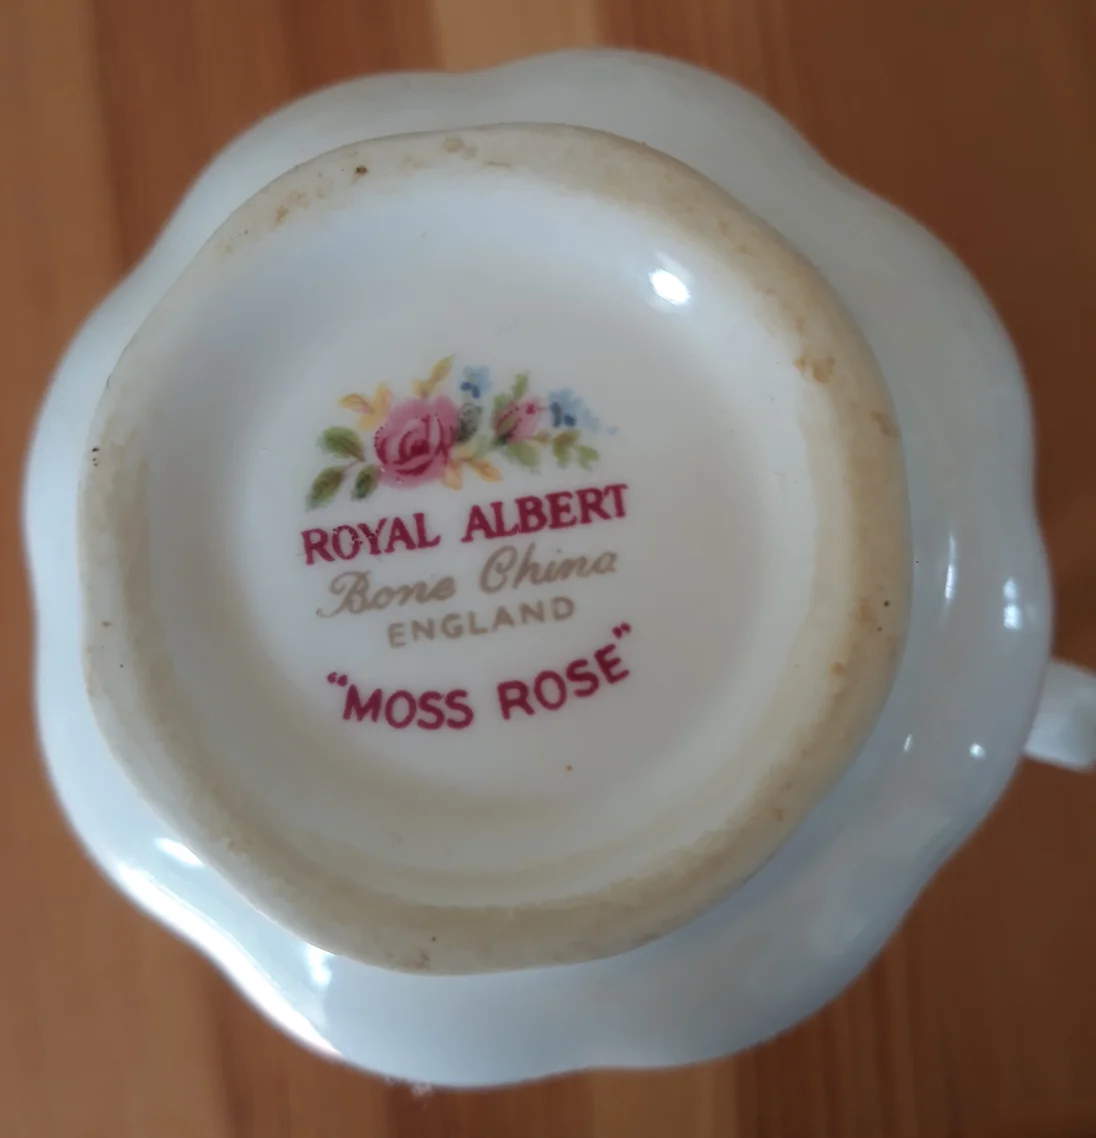 ROYAL ALBERT
Bone China
ENGLAND
"MOSS ROSE"